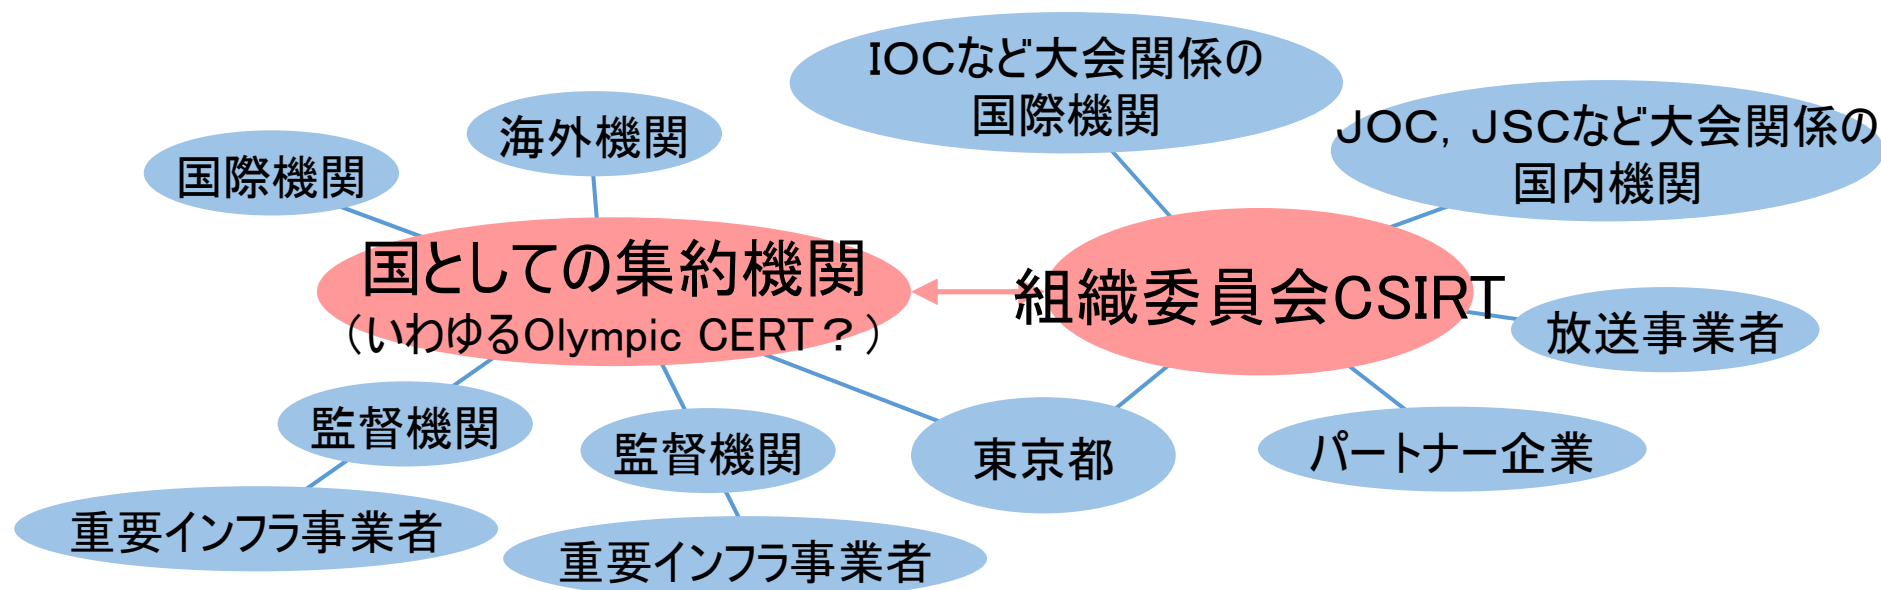 IOCなど大会関係の
国際機関
JOC, JSCなど大会関係の
国内機関
海外機関
国際機関
国としての集約機関
(いわゆるOlympic CERT？)
組織委員会CSIRT
放送事業者
監督機関
監督機関
東京都
パートナー企業
重要インフラ事業者
重要インフラ事業者